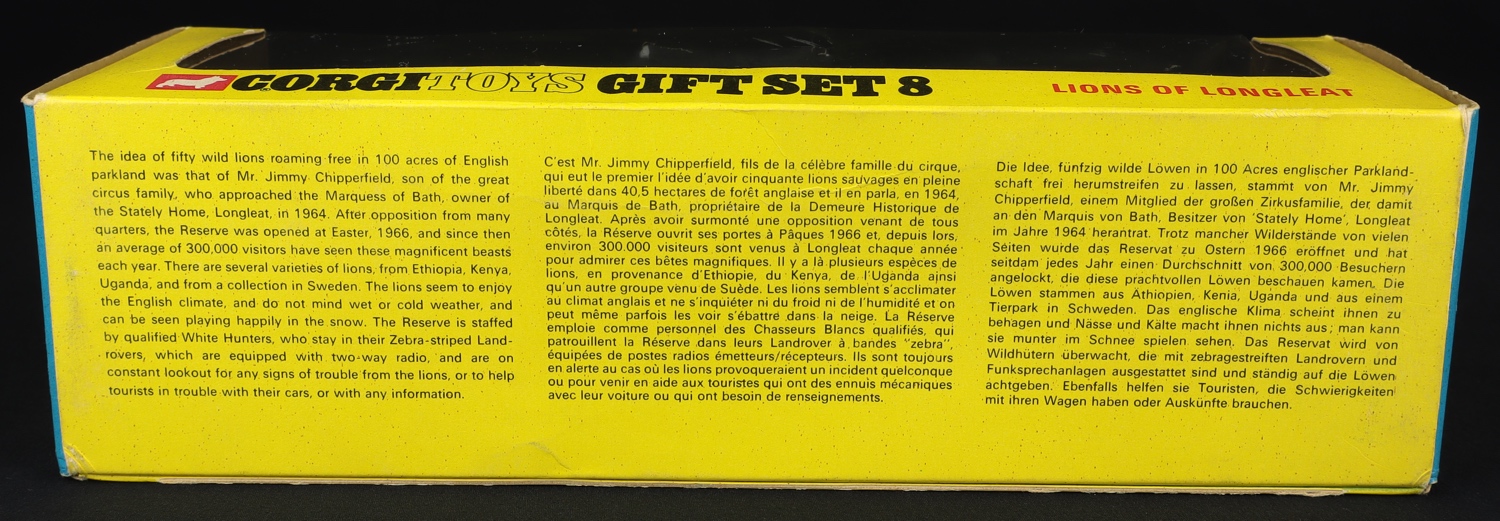 CORGI TOYS GIFT SET 8
LIONS OF LONGLEAT
The idea of fifty wild lions roaming free in 100 acres of English
parkland was that of Mr. Jimmy Chipperfield, son of the great
circus family, who approached the Marquess of Bath, owner of
the Stately Home, Longleat, in 1964. After opposition from many
quarters, the Reserve was opened at Easter, 1966, and since then
an average of 300,000 visitors have seen these magnificent beasts
each year. There are several varieties of lions, from Ethiopia, Kenya,
Uganda, and from a collection in Sweden. The lions seem to enjoy
the English climate, and do not mind wet or cold weather, and
can be seen playing happily in the snow. The Reserve is staffed
by qualified White Hunters, who stay in their Zebra-striped Land-
rovers, which are equipped with two-way radio, and are on
constant lookout for any signs of trouble from the lions, or to help
tourists in trouble with their cars, or with any information.
C'est Mr. Jimmy Chipperfield, fils de la célèbre famille du cirque,
qui eut le premier l'idée d'avoir cinquante lions sauvages en pleine
liberté dans 40,5 hectares de forêt anglaise et il en parla, en 1964,
au Marquis de Bath, propriétaire de la Demeure Historique de
Longleat. Après avoir surmonté une opposition venant de tous
côtés, la Réserve ouvrit ses portes à Pâques 1966 et, depuis lors,
environ 300.000 visiteurs sont venus à Longleat chaque année
pour admirer ces bêtes magnifiques. Il y a là plusieurs espèces de
lions, en provenance d'Ethiopie, du Kenya, de l'Uganda ainsi
qu'un autre groupe venu de Suède. Les lions semblent s'acclimater
au climat anglais et ne s'inquiéter ni du froid ni de l'humidité et on
peut même parfois les voir s'ébattre dans la neige. La Réserve
emploie comme personnel des Chasseurs Blancs qualifiés, qui
patrouillent la Réserve dans leurs Landrover à bandes "zebra",
équipées de postes radios émetteurs/récepteurs. Ils sont toujours
en alerte au cas où les lions provoqueraient un incident quelconque
ou pour venir en aide aux touristes qui ont des ennuis mécaniques
avec leur voiture ou qui ont besoin de renseignements.
Die Idee, fünfzig wilde Löwen in 100 Acres englischer Parkland-
schaft frei herumstreifen zu lassen, stammt von Mr. Jimmy
Chipperfield, einem Mitglied der großen Zirkusfamilie, der damit
an den Marquis von Bath, Besitzer von 'Stately Home', Longleat
im Jahre 1964 herantrat. Trotz mancher Wilderstände von vielen
Seiten wurde das Reservat zu Ostern 1966 eröffnet und hat
seitdam jedes Jahr einen Durchschnitt von 300,000 Besuchern
angelockt, die diese prachtvollen Löwen beschauen kamen. Die
Löwen stammen aus Äthiopien, Kenia, Uganda und aus einem
Tierpark in Schweden. Das englische Klima scheint ihnen zu
behagen und Nässe und Kälte macht ihnen nichts aus; man kann
sie munter im Schnee spielen sehen. Das Reservat wird von
Wildhütern überwacht, die mit zebragestreiften Landrovern und
Funksprechanlagen ausgestattet sind und ständig auf die Löwen
achtgeben. Ebenfalls helfen sie Touristen, die Schwierigkeiten
mit ihren Wagen haben oder Auskünfte brauchen.